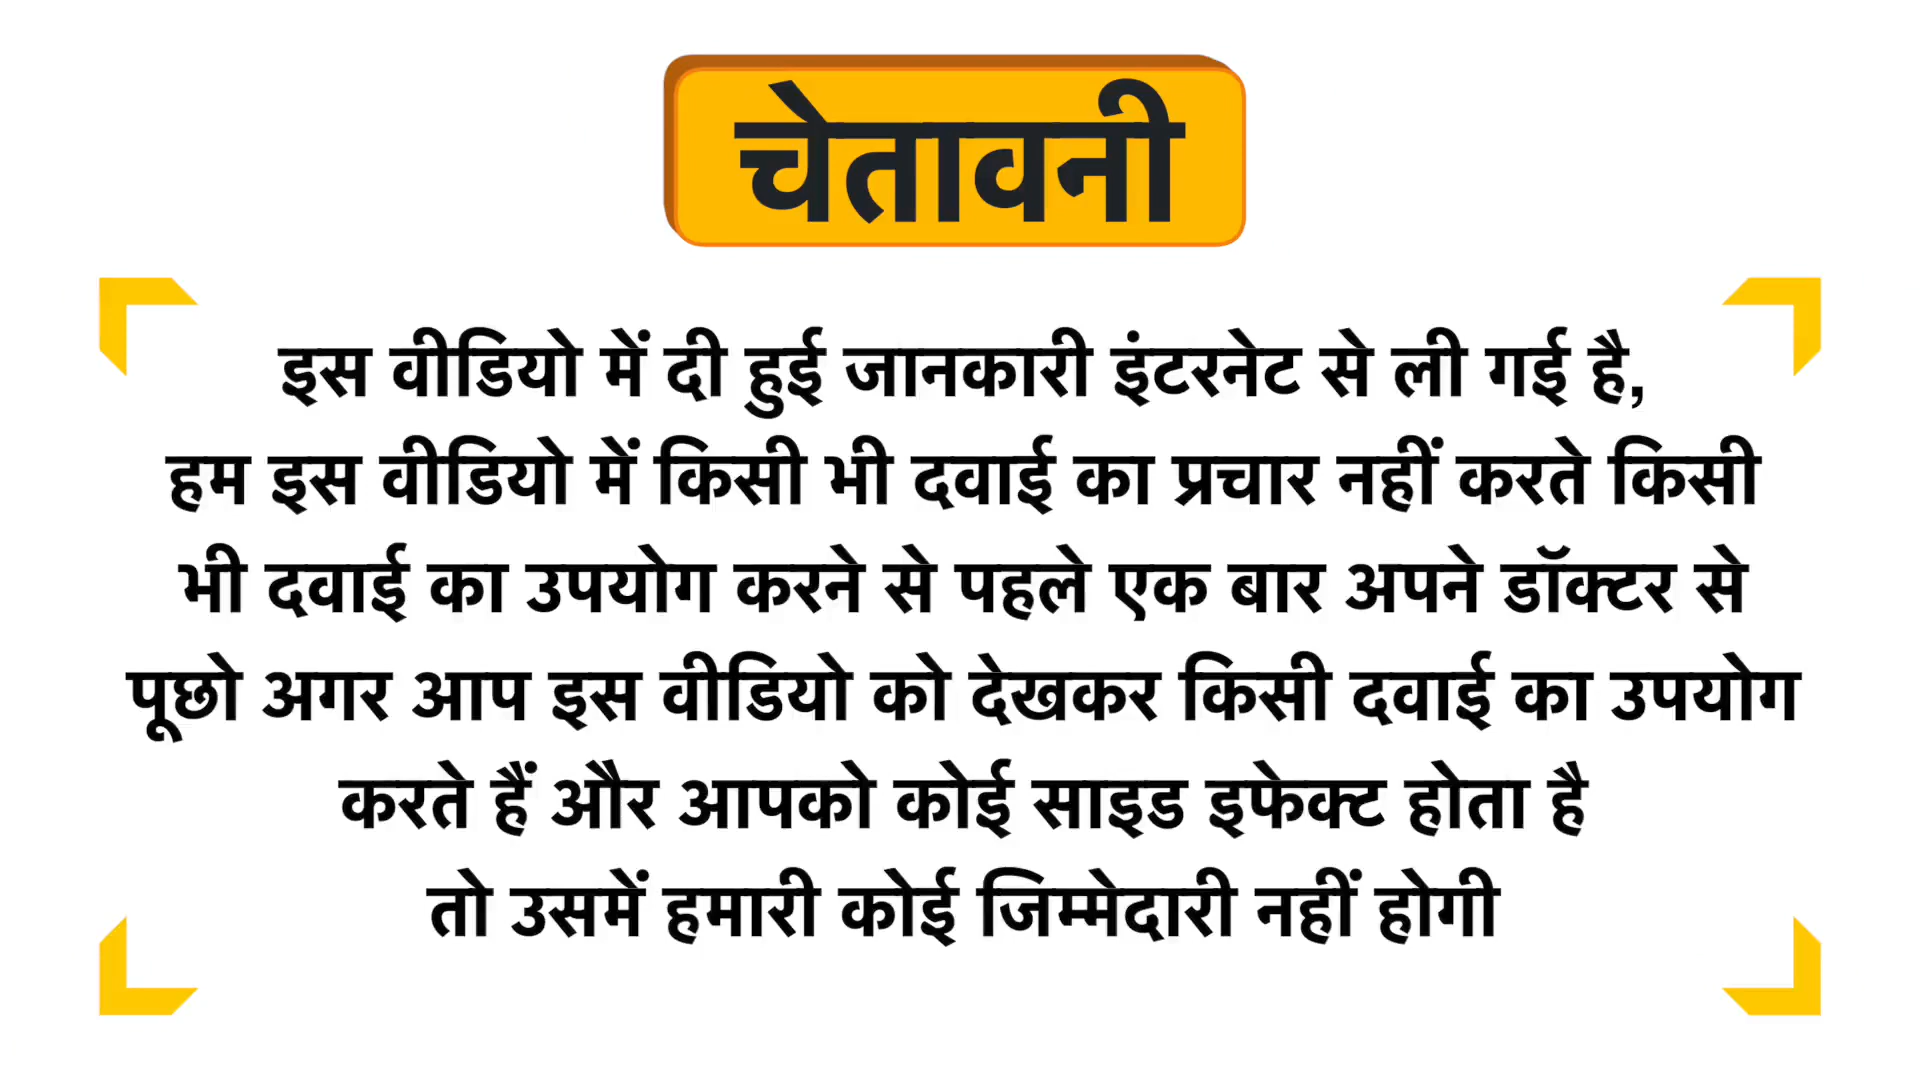 चेतावनी
इस वीडियो में दी हुई जानकारी इंटरनेट से ली गई है,
हम इस वीडियो में किसी भी दवाई का प्रचार नहीं करते किसी
भी दवाई का उपयोग करने से पहले एक बार अपने डॉक्टर से
पूछो अगर आप इस वीडियो को देखकर किसी दवाई का उपयोग
करते हैं और आपको कोई साइड इफेक्ट होता है
तो उसमें हमारी कोई जिम्मेदारी नहीं होगी